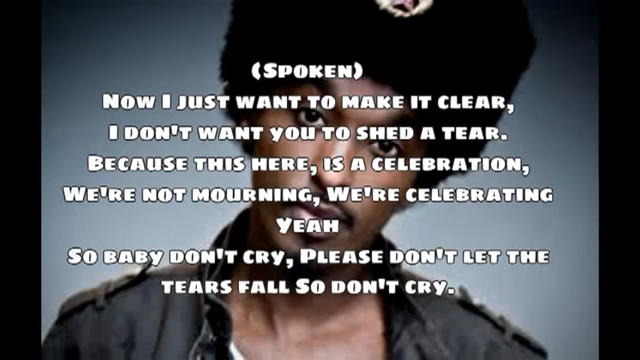 (Spoken)
Now I just want to make it clear,
I don't want you to shed a tear.
Because this here, is a celebration,
We're not mourning, We're celebrating
Yeah
So baby don't cry, Please don't let the
tears fall So don't cry.